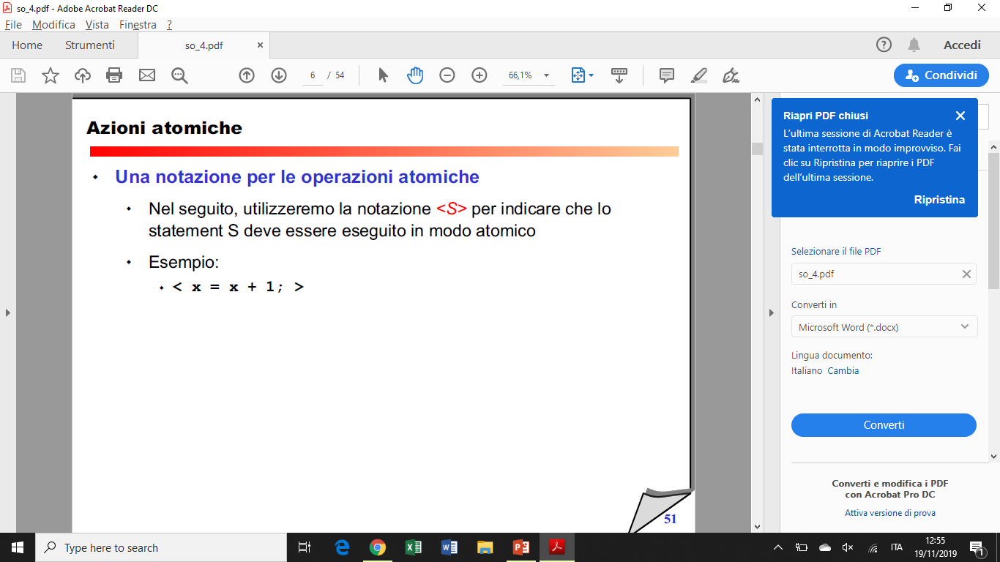 so_4.pdf - Adobe Acrobat Reader DC
File Modifica Vista Finestra ?
Home Strumenti so_4.pdf Accedi
6 / 54 66,1% Condividi
Azioni atomiche
Una notazione per le operazioni atomiche
Nel seguito, utilizzeremo la notazione <S> per indicare che lo
statement S deve essere eseguito in modo atomico
Esempio:
< x = x + 1; >
51
Riapri PDF chiusi
L'ultima sessione di Acrobat Reader è
stata interrotta in modo improvviso. Fai
clic su Ripristina per riaprire i PDF
dell'ultima sessione.
Ripristina
Selezionare il file PDF
so_4.pdf
Converti in
Microsoft Word (*.docx)
Lingua documento:
Italiano Cambia
Converti
Converti e modifica i PDF
con Acrobat Pro DC
Attiva versione di prova
Type here to search
ITA
12:55
19/11/2019
1